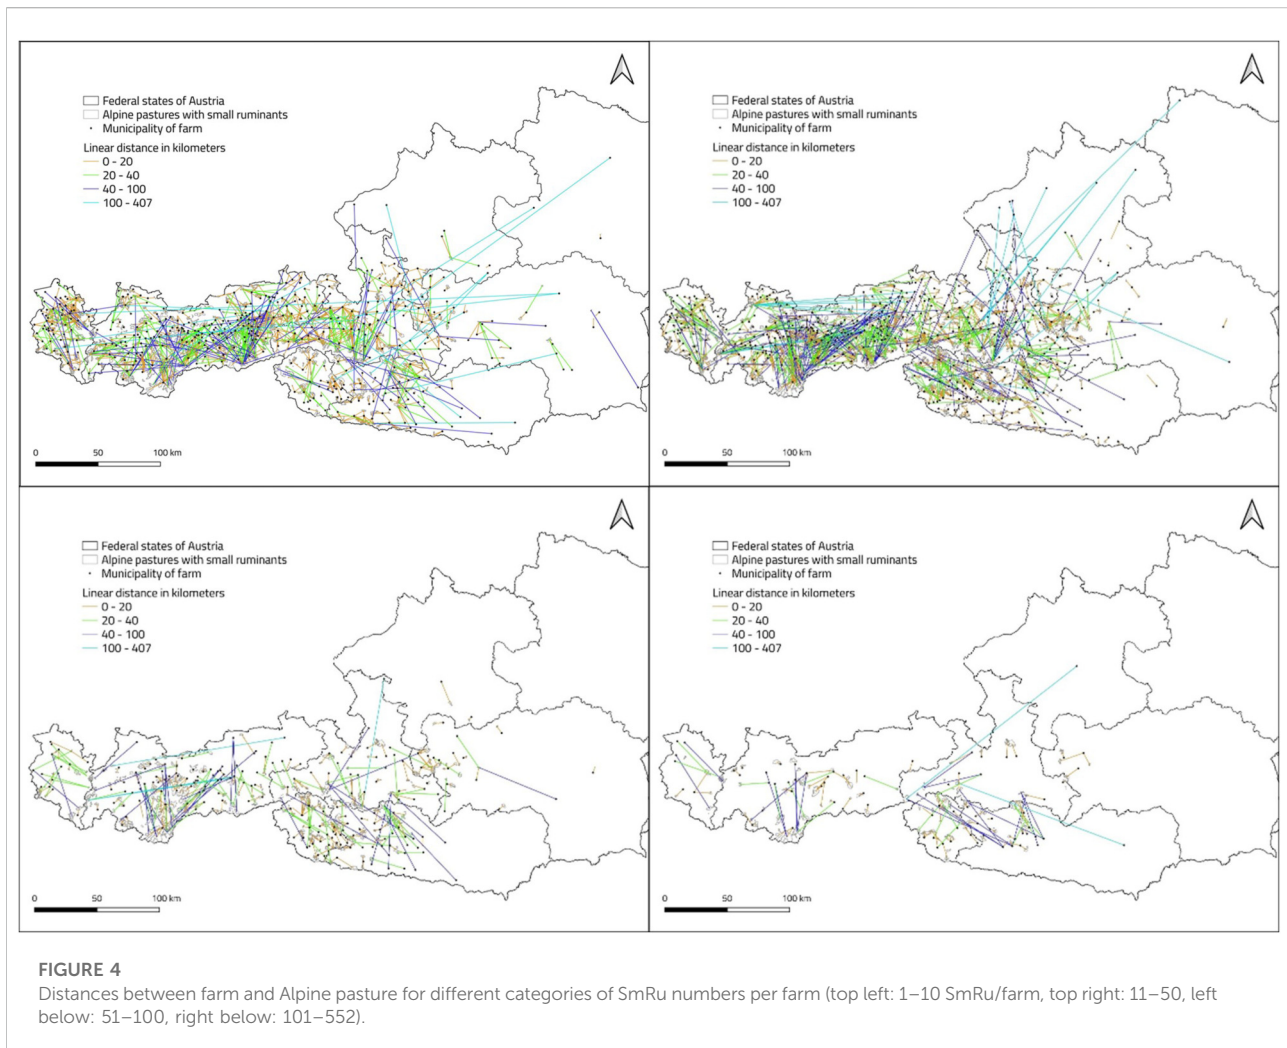 Federal states of Austria
Alpine pastures with small ruminants
Municipality of farm
Linear distance in kilometers
0 - 20
20 - 40
40 - 100
100 - 407
0 50 100 km
Federal states of Austria
Alpine pastures with small ruminants
Municipality of farm
Linear distance in kilometers
0 - 20
20 - 40
40 - 100
100 - 407
0 50 100 km
Federal states of Austria
Alpine pastures with small ruminants
Municipality of farm
Linear distance in kilometers
0 - 20
20 - 40
40 - 100
100 - 407
0 50 100 km
Federal states of Austria
Alpine pastures with small ruminants
Municipality of farm
Linear distance in kilometers
0 - 20
20 - 40
40 - 100
100 - 407
0 50 100 km
FIGURE 4
Distances between farm and Alpine pasture for different categories of SmRu numbers per farm (top left: 1–10 SmRu/farm, top right: 11–50, left
below: 51–100, right below: 101–552).